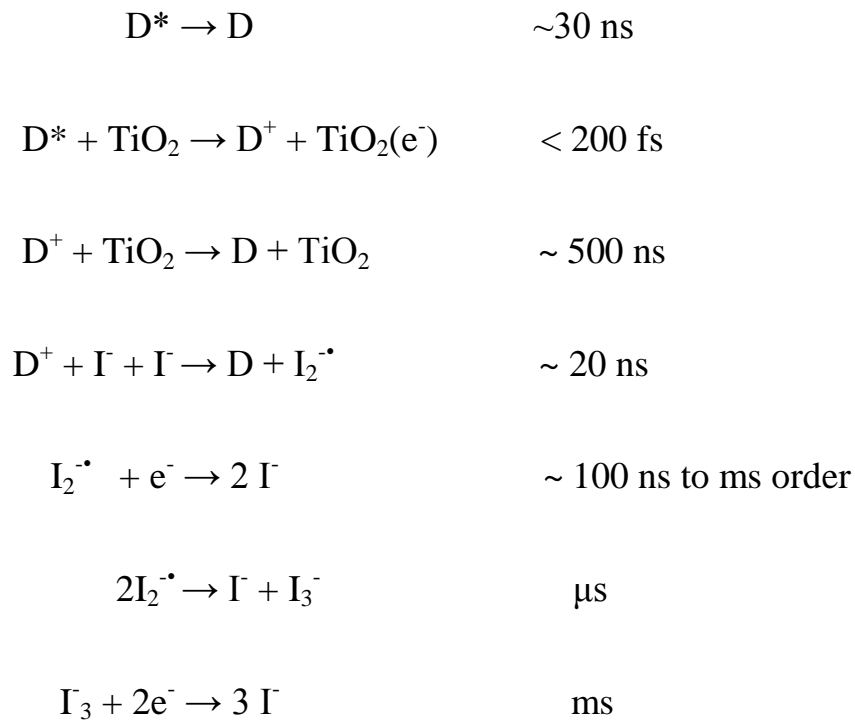 D* → D ~30 ns
D* + TiO₂ → D⁺ + TiO₂(e⁻) < 200 fs
D⁺ + TiO₂ → D + TiO₂ ~ 500 ns
D⁺ + I⁻ + I⁻ → D + I₂⁻• ~ 20 ns
I₂⁻• + e⁻ → 2 I⁻ ~ 100 ns to ms order
2I₂⁻• → I⁻ + I₃⁻ µs
I⁻₃ + 2e⁻ → 3 I⁻ ms